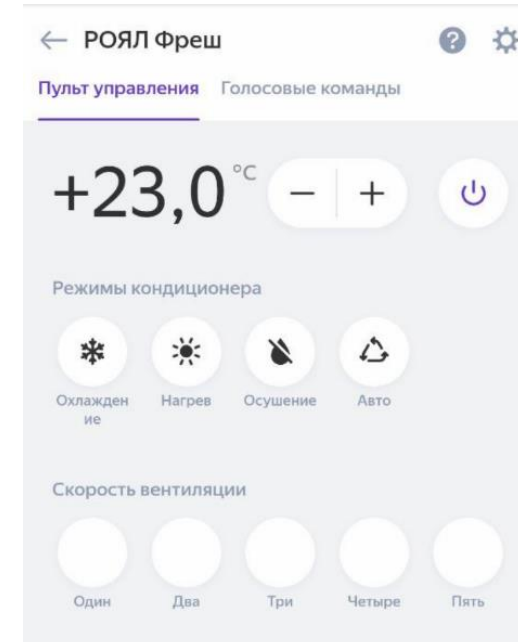 ← РОЯЛ Фреш ?
Пульт управления Голосовые команды
+23,0 °C − +
Режимы кондиционера
Охлажден
ие
Нагрев Осушение Авто
Скорость вентиляции
Один Два Три Четыре Пять